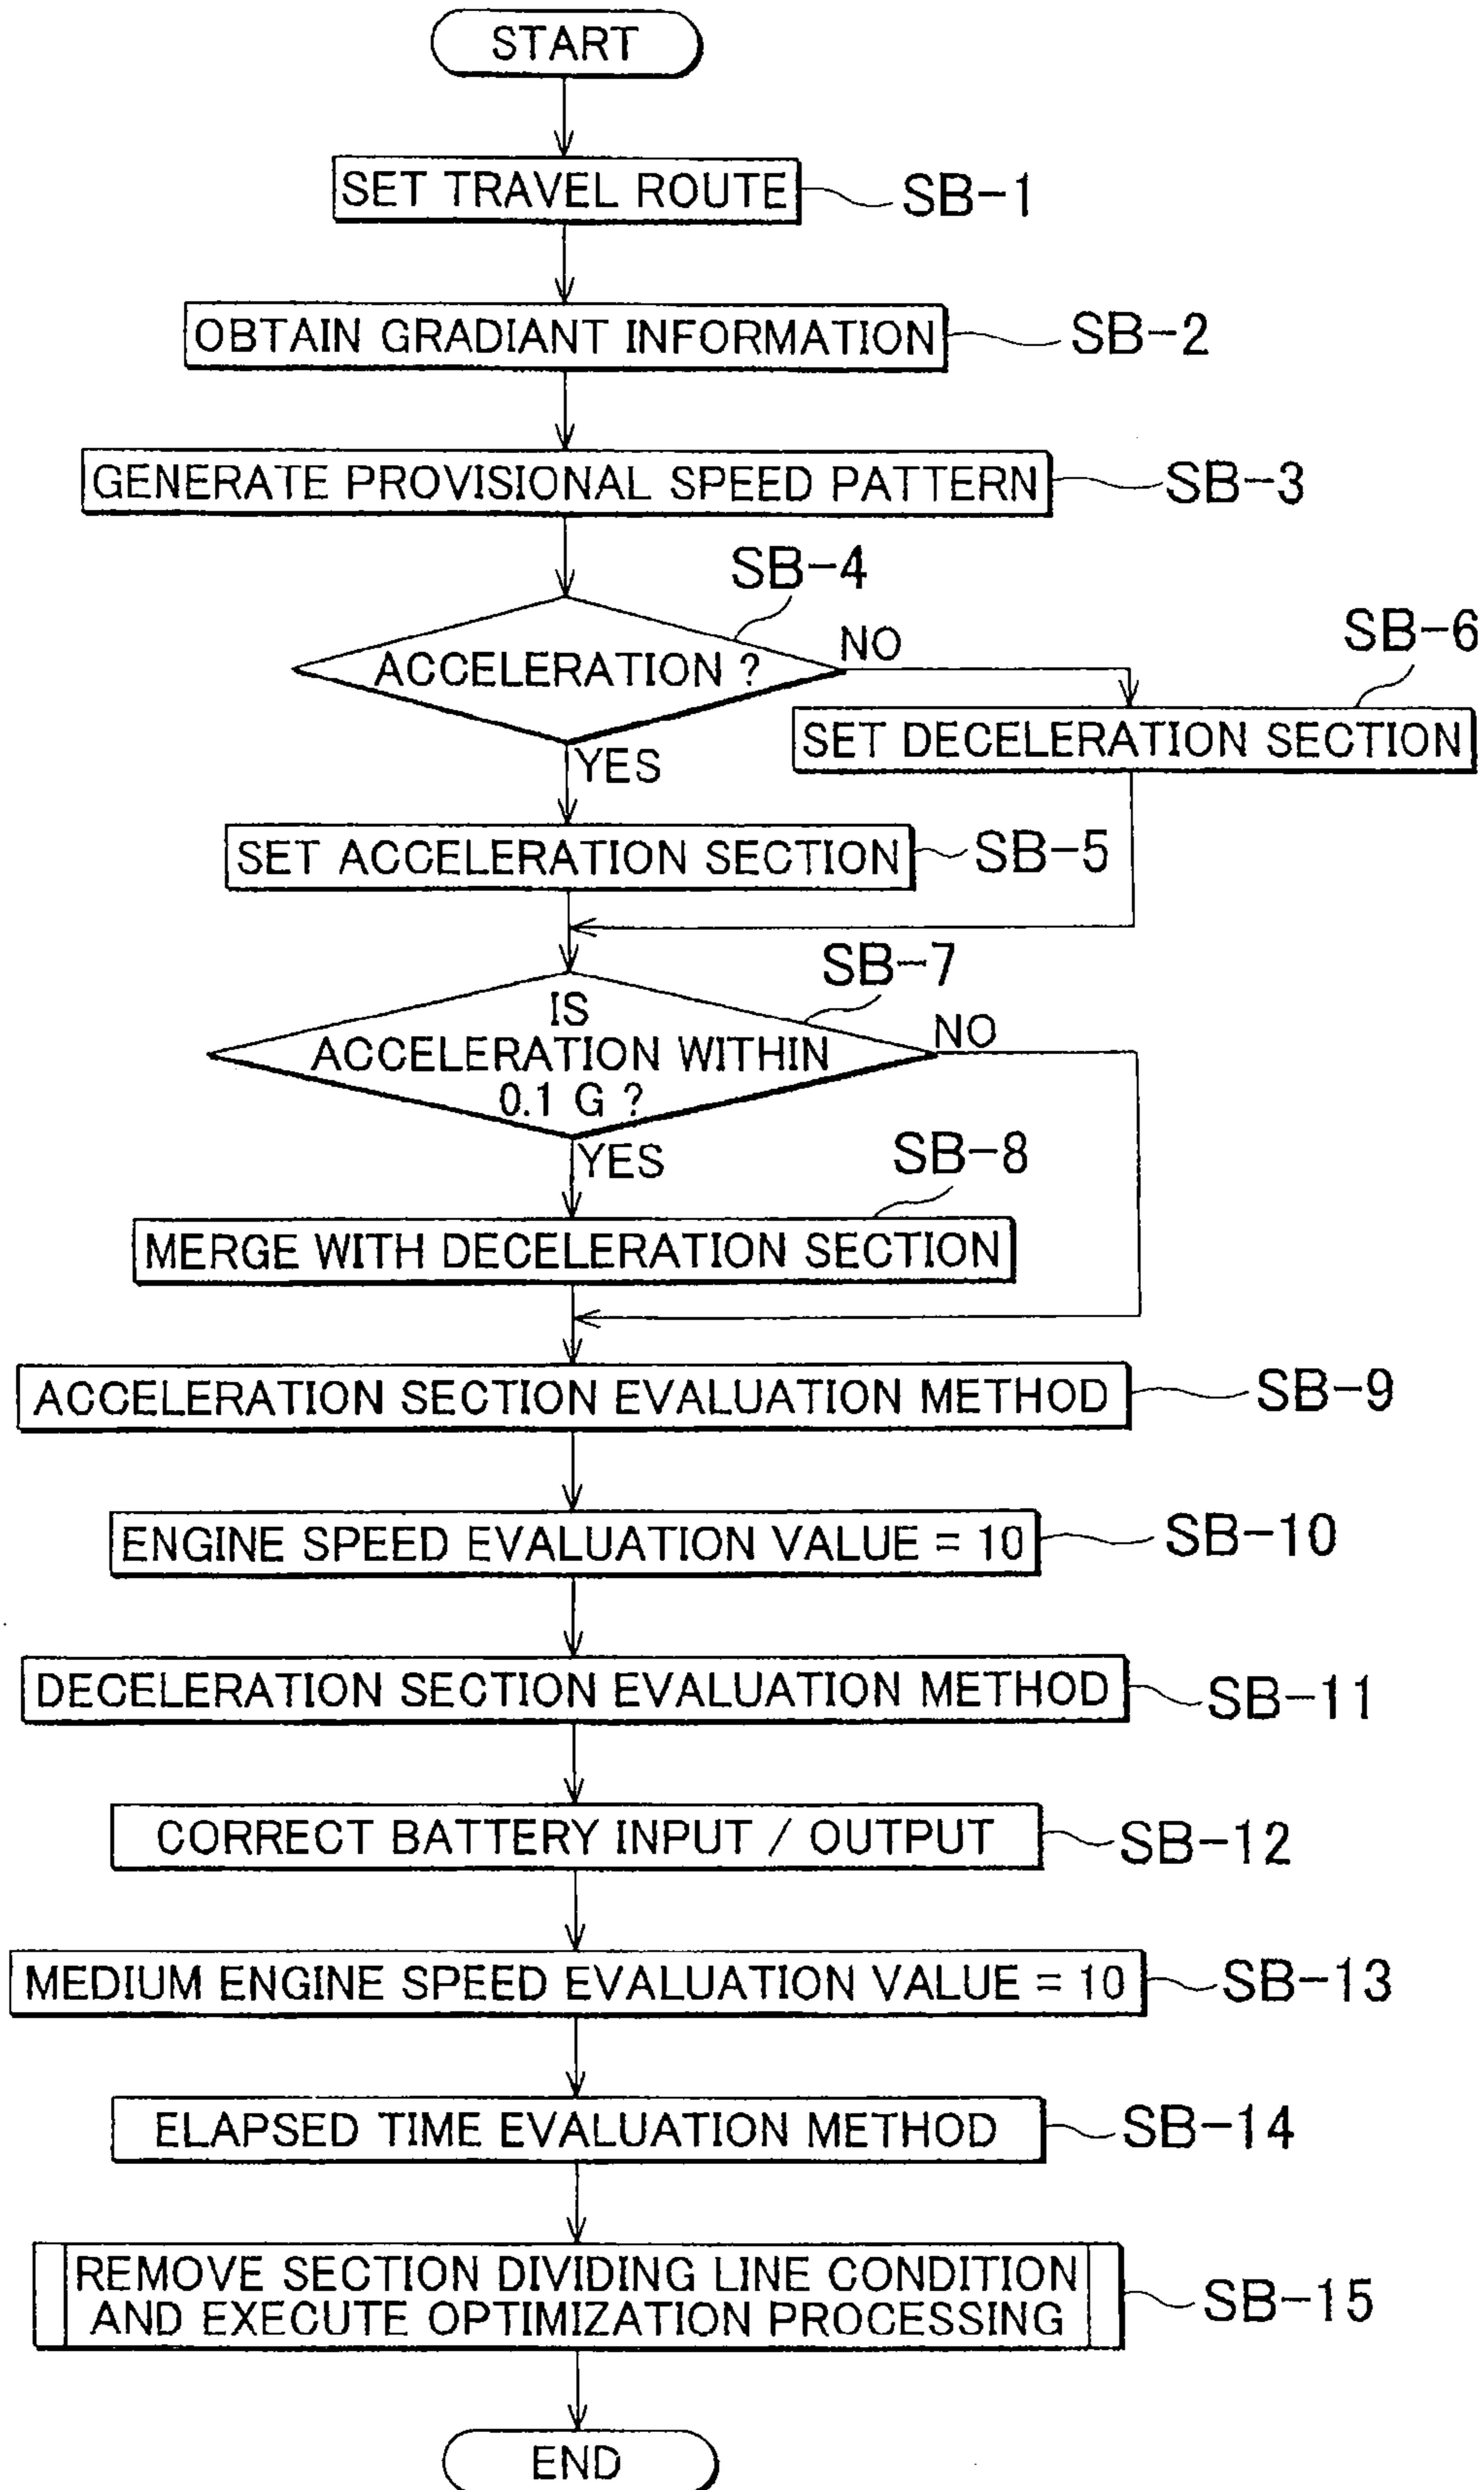 START
SET TRAVEL ROUTE
SB-1
OBTAIN GRADIANT INFORMATION
SB-2
GENERATE PROVISIONAL SPEED PATTERN
SB-3
SB-4
ACCELERATION ?
NO
SB-6
SET DECELERATION SECTION
YES
SET ACCELERATION SECTION
SB-5
SB-7
IS
ACCELERATION WITHIN
0.1 G ?
NO
YES
SB-8
MERGE WITH DECELERATION SECTION
ACCELERATION SECTION EVALUATION METHOD
SB-9
ENGINE SPEED EVALUATION VALUE = 10
SB-10
DECELERATION SECTION EVALUATION METHOD
SB-11
CORRECT BATTERY INPUT / OUTPUT
SB-12
MEDIUM ENGINE SPEED EVALUATION VALUE = 10
SB-13
ELAPSED TIME EVALUATION METHOD
SB-14
REMOVE SECTION DIVIDING LINE CONDITION
AND EXECUTE OPTIMIZATION PROCESSING
SB-15
END